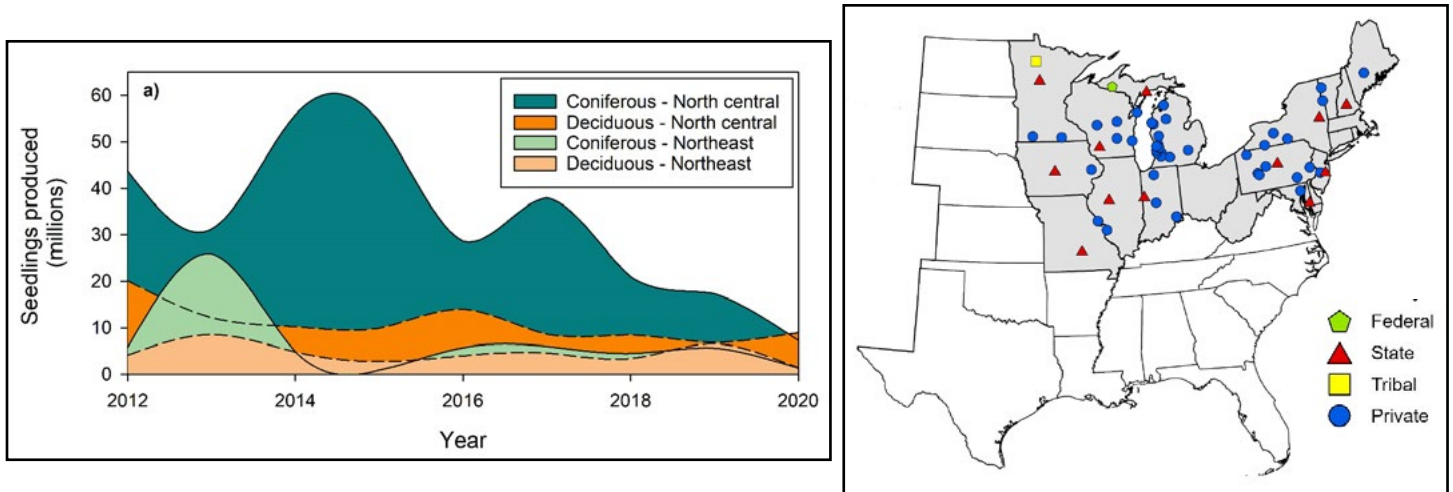 a)
Seedlings produced
(millions)
60
50
40
30
20
10
0
2012
2014
2016
2018
2020
Year
Coniferous - North central
Deciduous - North central
Coniferous - Northeast
Deciduous - Northeast
Federal
State
Tribal
Private